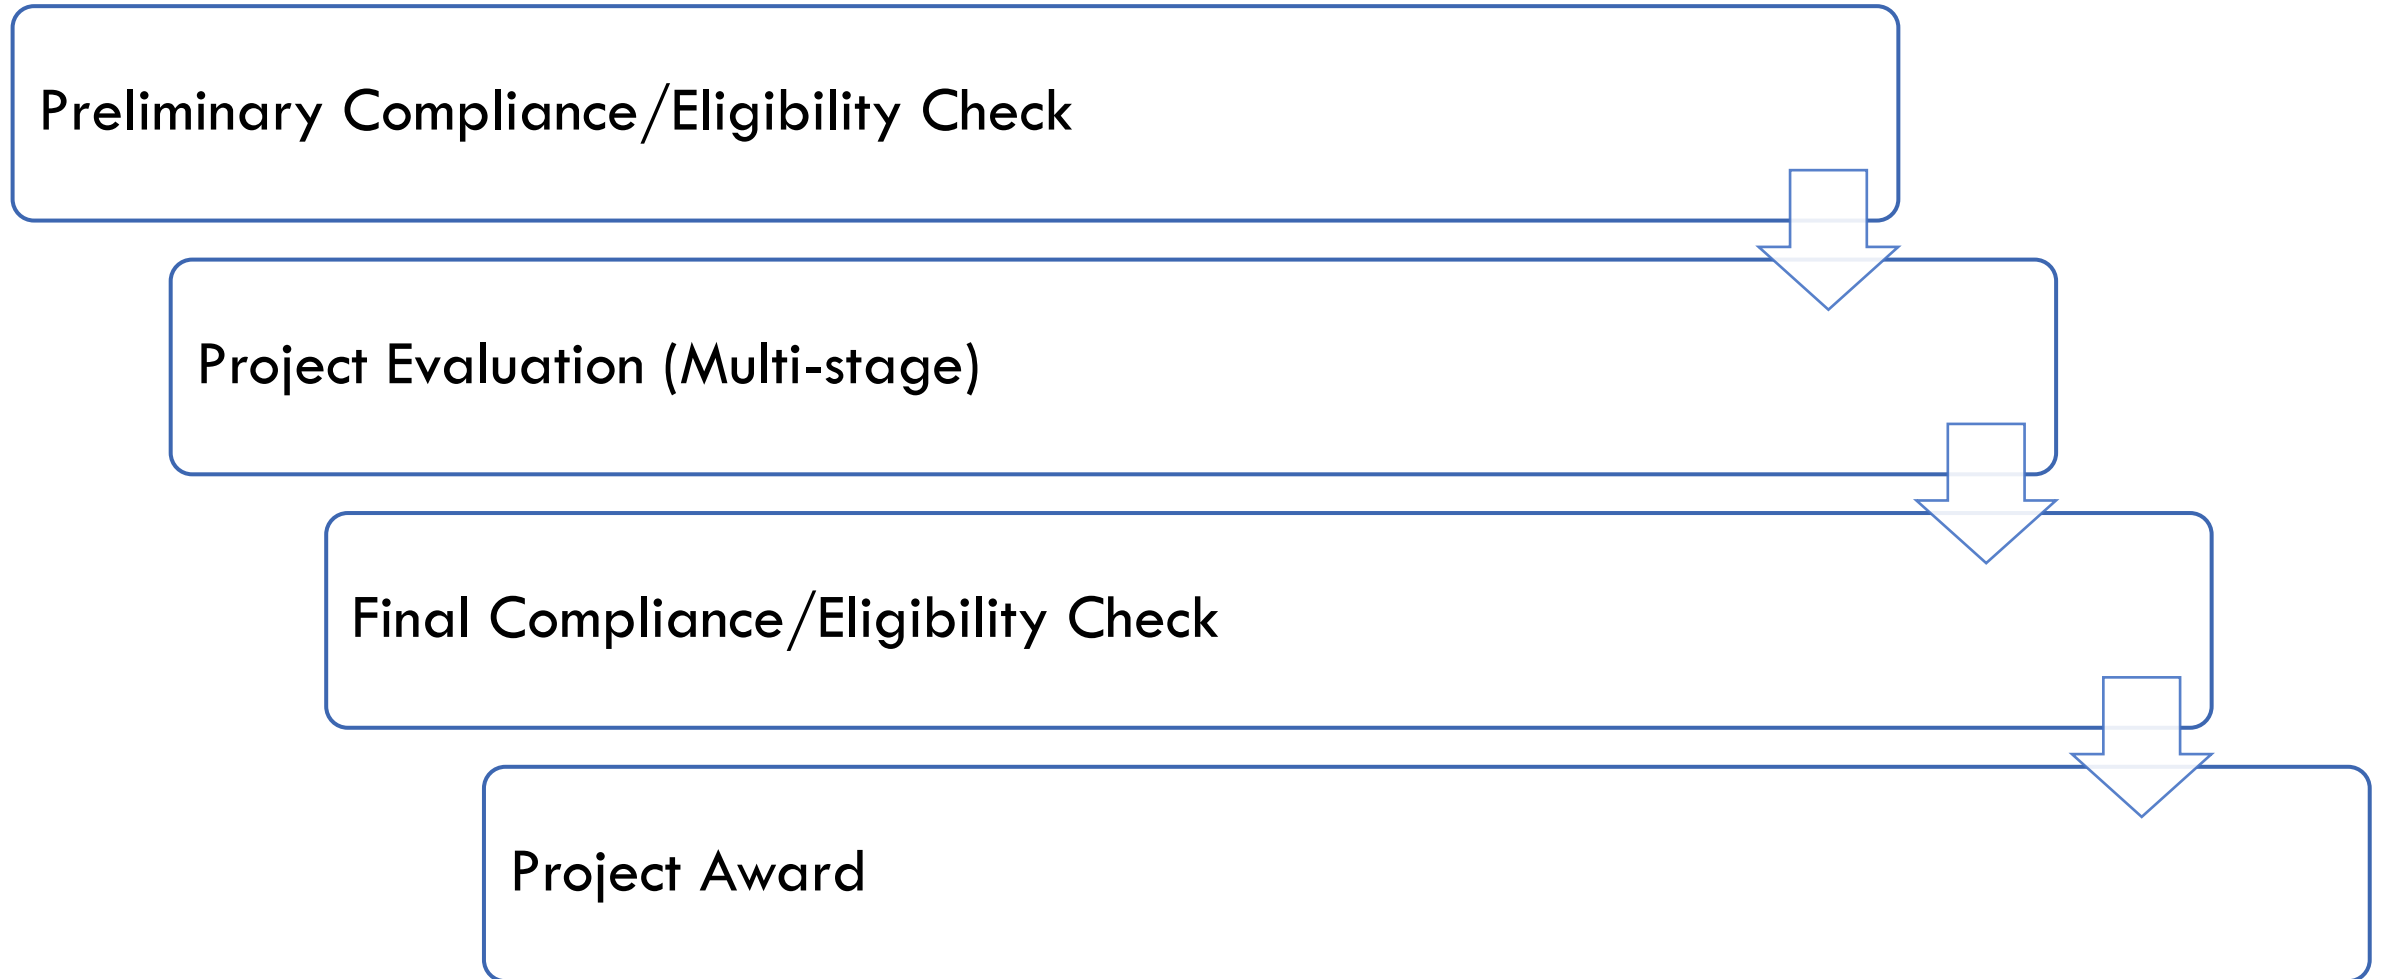 Preliminary Compliance/Eligibility Check
Project Evaluation (Multi-stage)
Final Compliance/Eligibility Check
Project Award